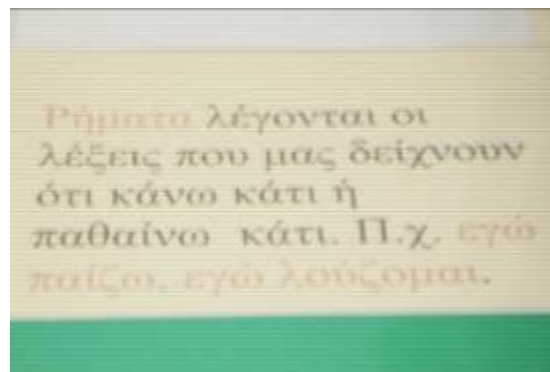 Ρήματα λέγονται οι
λέξεις που μας δείχνουν
ότι κάνω κάτι ή
παθαίνω κάτι. Π.χ. εγώ
παίζω, εγώ λούζομαι.